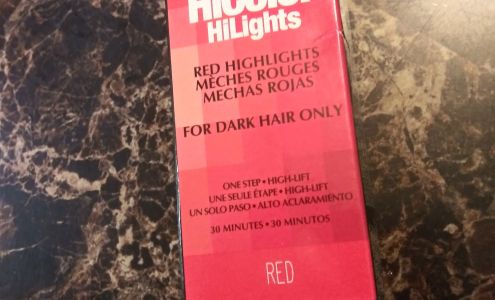 HiColor
HiLights
RED HIGHLIGHTS
MÈCHES ROUGES
MECHAS ROJAS
FOR DARK HAIR ONLY
ONE STEP • HIGH-LIFT
UNE SEULE ÉTAPE • HIGH-LIFT
UN SOLO PASO • ALTO ACLARAMIENTO
30 MINUTES • 30 MINUTOS
RED